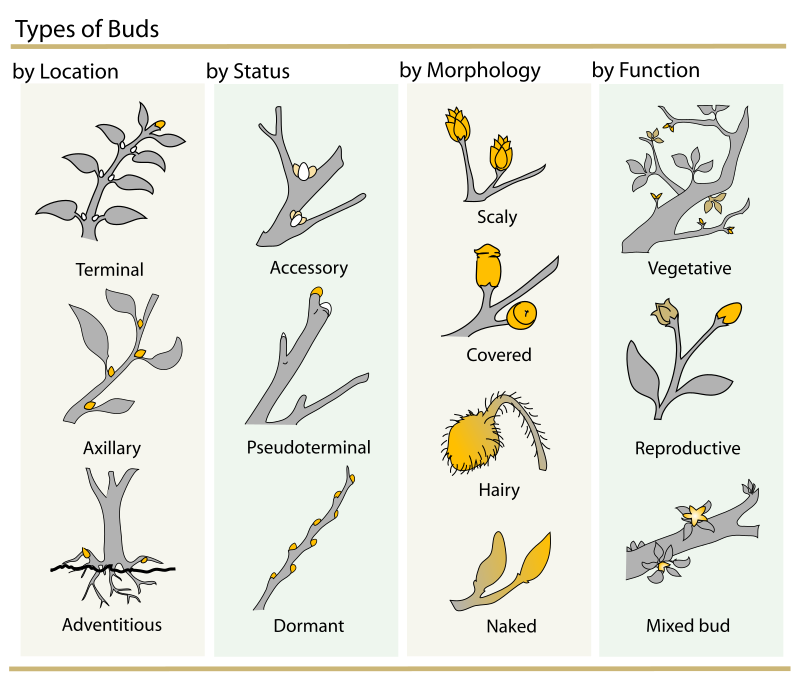 Types of Buds
by Location
Terminal
Axillary
Adventitious
by Status
Accessory
Pseudoterminal
Dormant
by Morphology
Scaly
Covered
Hairy
Naked
by Function
Vegetative
Reproductive
Mixed bud